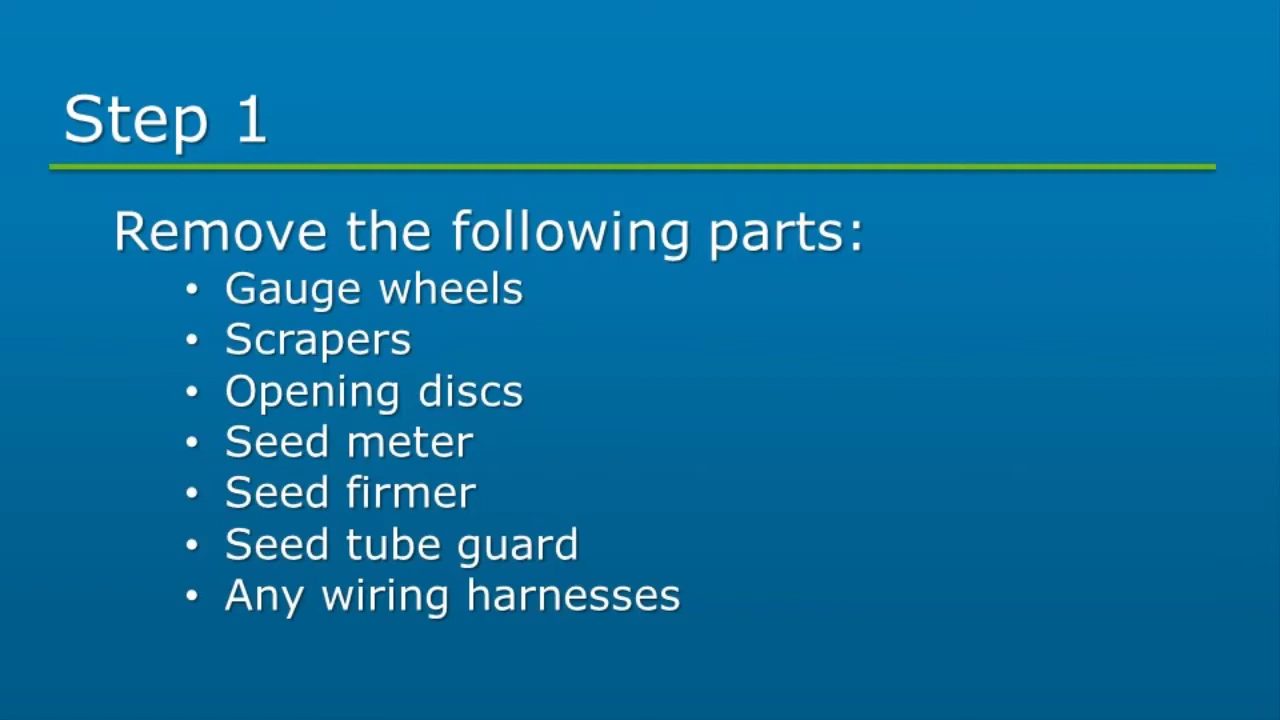 Step 1
Remove the following parts:
• Gauge wheels
• Scrapers
• Opening discs
• Seed meter
• Seed firmer
• Seed tube guard
• Any wiring harnesses